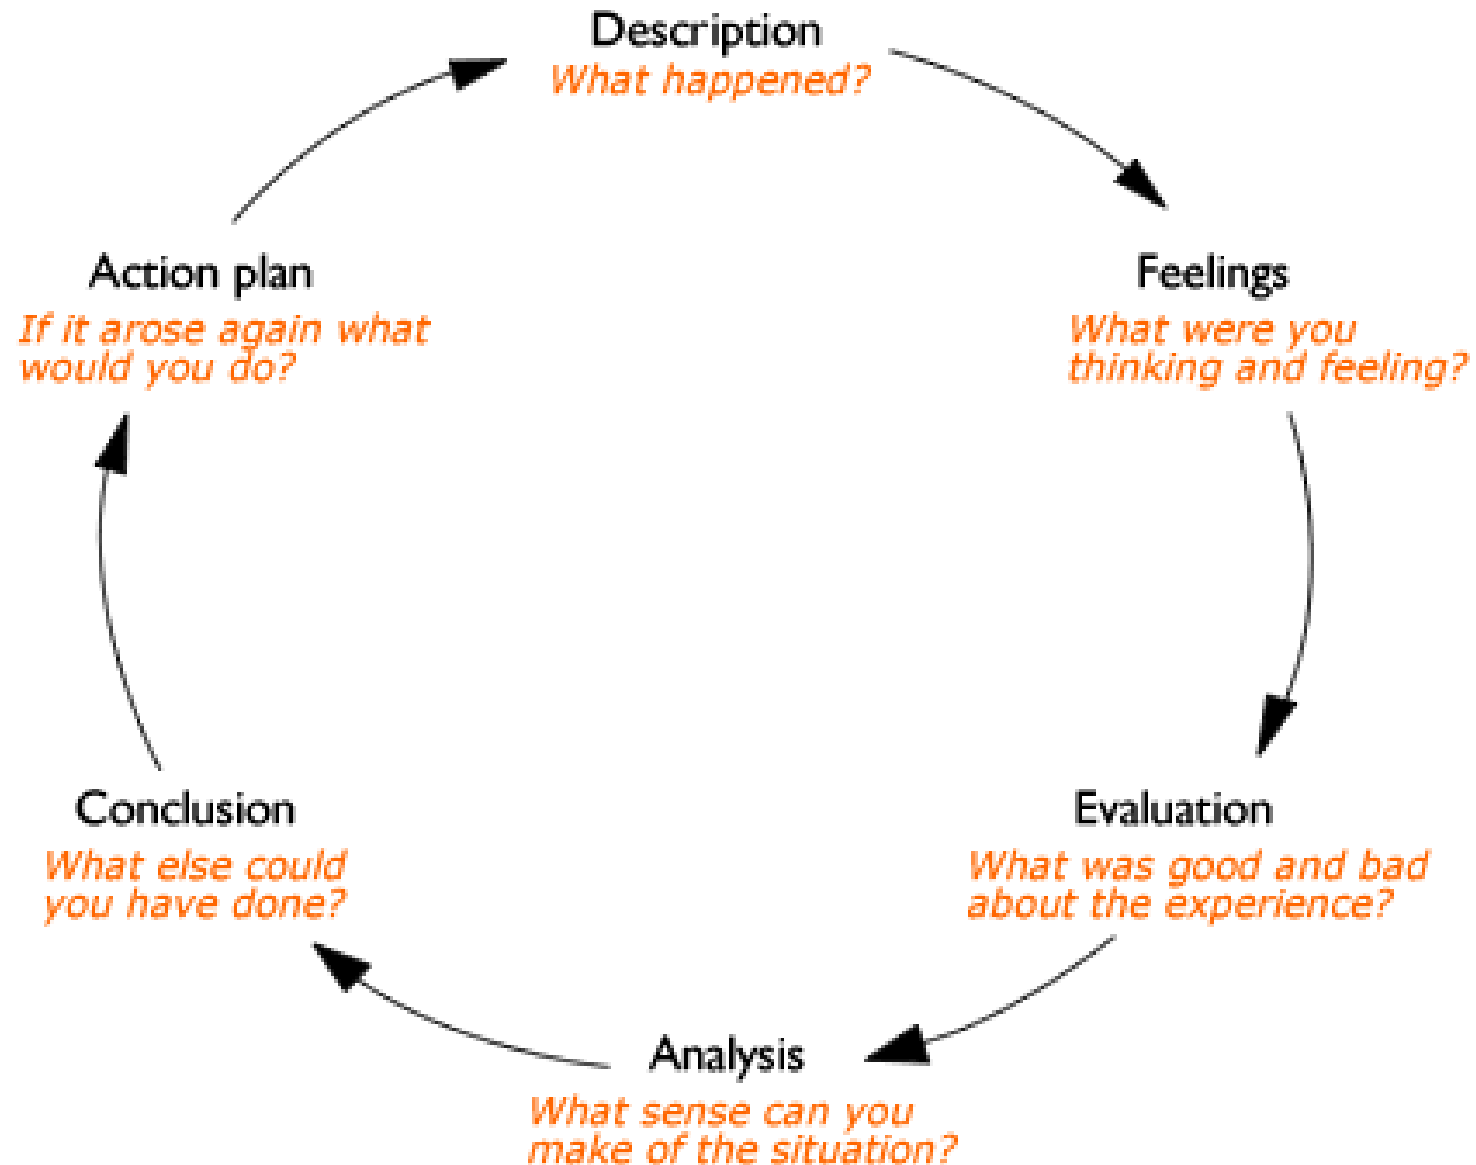 Description
What happened?
Feelings
What were you
thinking and feeling?
Evaluation
What was good and bad
about the experience?
Analysis
What sense can you
make of the situation?
Conclusion
What else could
you have done?
Action plan
If it arose again what
would you do?